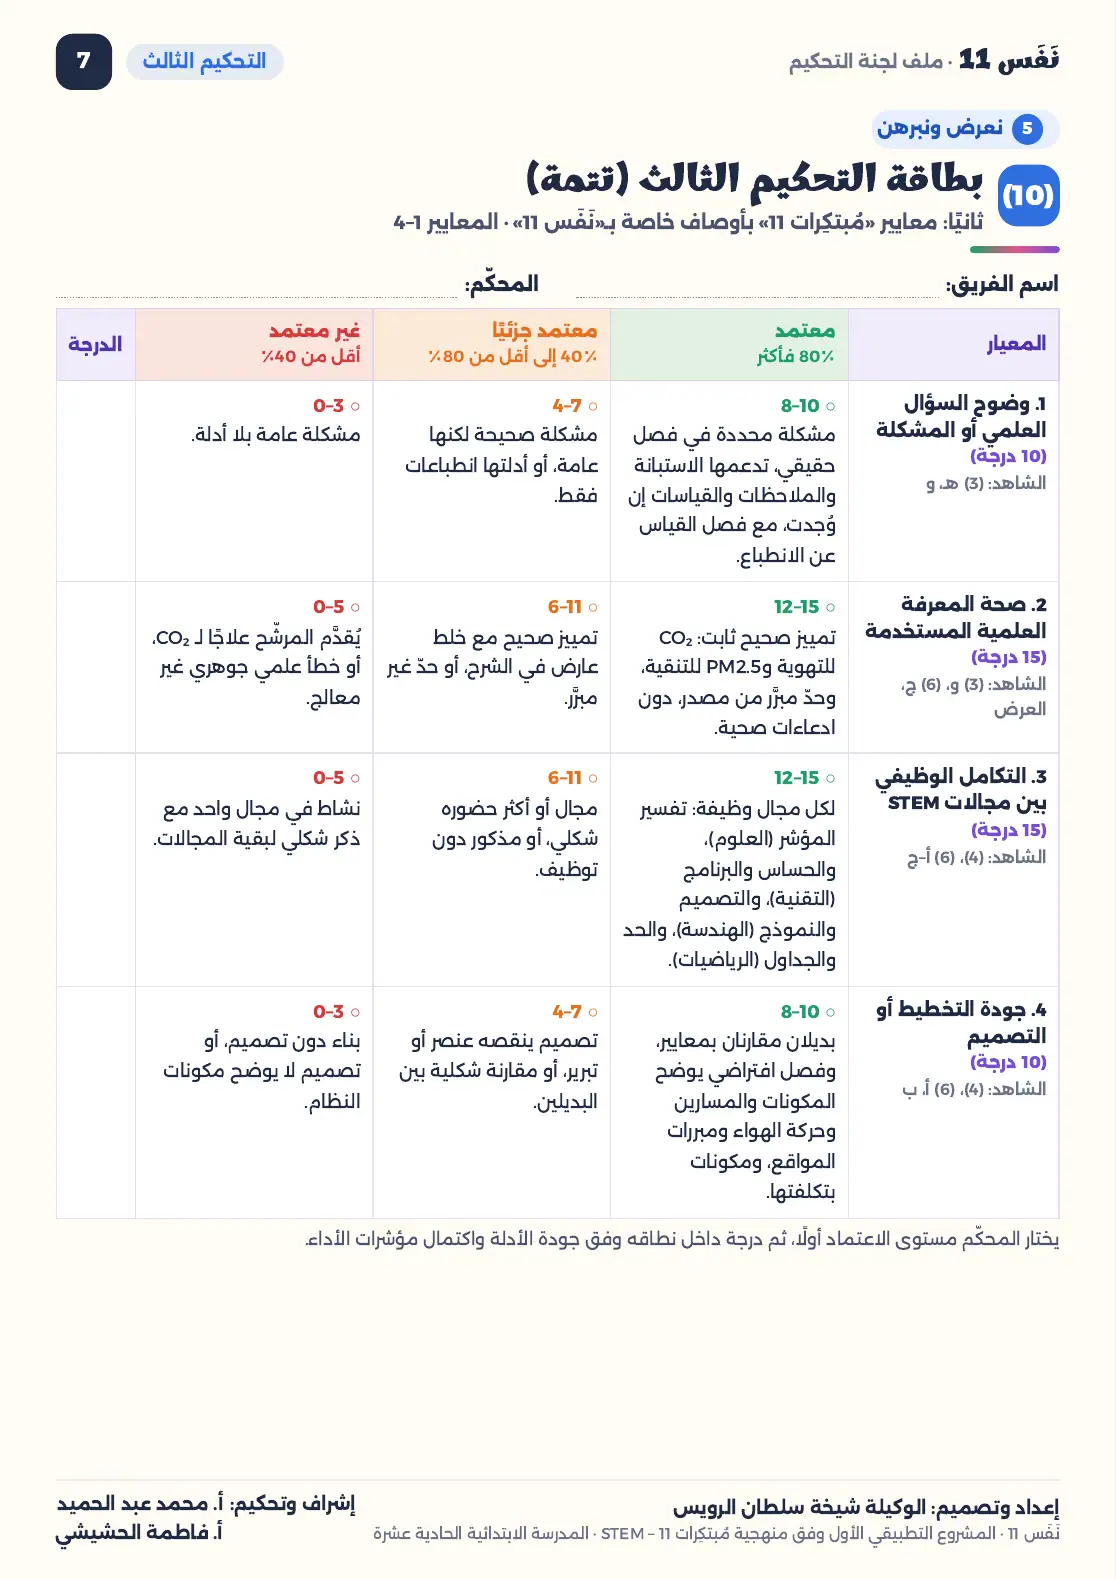 نَفَس 11 · ملف لجنة التحكيم
التحكيم الثالث
7
5 نعرض ونبرهن
(10) بطاقة التحكيم الثالث (تتمة)
ثانيًا: معايير «مُبتكِرات 11» بأوصاف خاصة بـ«نَفَس 11» · المعايير 1–4
اسم الفريق:
المحكّم:
المعيار
معتمد
80٪ فأكثر
معتمد جزئيًا
40٪ إلى أقل من 80٪
غير معتمد
أقل من 40٪
الدرجة
1. وضوح السؤال
العلمي أو المشكلة
(10 درجة)
الشاهد: (3) هـ، و
○ 8–10
مشكلة محددة في فصل
حقيقي، تدعمها الاستبانة
والملاحظات والقياسات إن
وُجدت، مع فصل القياس
عن الانطباع.
○ 4–7
مشكلة صحيحة لكنها
عامة، أو أدلتها انطباعات
فقط.
○ 0–3
مشكلة عامة بلا أدلة.
2. صحة المعرفة
العلمية المستخدمة
(15 درجة)
الشاهد: (3) و، (6) ج،
العرض
○ 12–15
تمييز صحيح ثابت: CO₂
للتهوية وPM2.5 للتنقية،
وحدّ مبرَّر من مصدر، دون
ادعاءات صحية.
○ 6–11
تمييز صحيح مع خلط
عارض في الشرح، أو حدّ غير
مبرَّر.
○ 0–5
يُقدَّم المرشّح علاجًا لـ CO₂،
أو خطأ علمي جوهري غير
معالج.
3. التكامل الوظيفي
بين مجالات STEM
(15 درجة)
الشاهد: (4)، (6) أ–ج
○ 12–15
لكل مجال وظيفة: تفسير
المؤشر (العلوم)،
والحساس والبرنامج
(التقنية)، والتصميم
والنموذج (الهندسة)، والحد
والجداول (الرياضيات).
○ 6–11
مجال أو أكثر حضوره
شكلي، أو مذكور دون
توظيف.
○ 0–5
نشاط في مجال واحد مع
ذكر شكلي لبقية المجالات.
4. جودة التخطيط أو
التصميم
(10 درجة)
الشاهد: (4)، (6) أ، ب
○ 8–10
بديلان مقارنان بمعايير،
وفصل افتراضي يوضح
المكونات والمسارين
وحركة الهواء ومبررات
المواقع، ومكونات
بتكلفتها.
○ 4–7
تصميم ينقصه عنصر أو
تبرير، أو مقارنة شكلية بين
البديلين.
○ 0–3
بناء دون تصميم، أو
تصميم لا يوضح مكونات
النظام.
يختار المحكّم مستوى الاعتماد أولًا، ثم درجة داخل نطاقه وفق جودة الأدلة واكتمال مؤشرات الأداء.
إعداد وتصميم: الوكيلة شيخة سلطان الرويس
نَفَس 11 · المشروع التطبيقي الأول وفق منهجية مُبتكِرات 11 – STEM · المدرسة الابتدائية الحادية عشرة
إشراف وتحكيم: أ. محمد عبد الحميد
أ. فاطمة الحشيشي